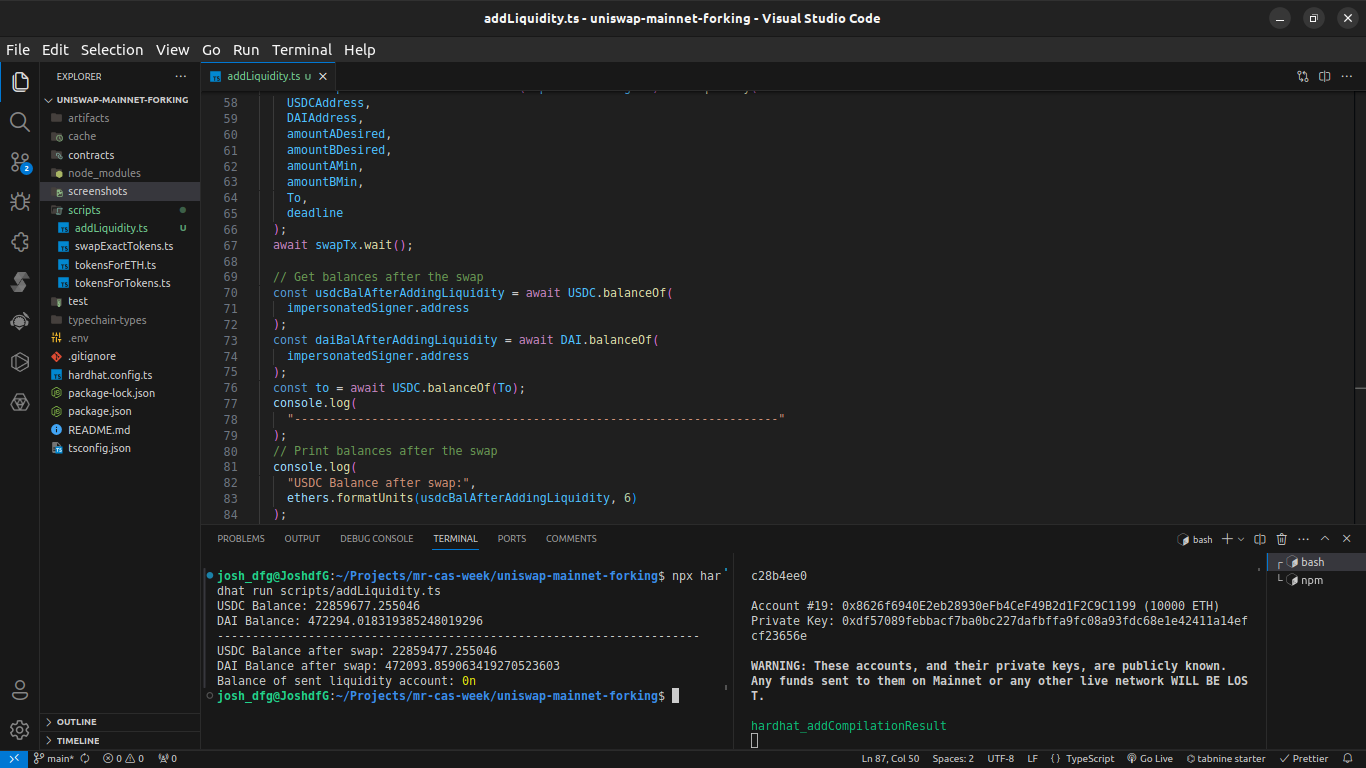 addLiquidity.ts - uniswap-mainnet-forking - Visual Studio Code
File Edit Selection View Go Run Terminal Help
EXPLORER
UNISWAP-MAINNET-FORKING
artifacts
cache
contracts
node_modules
screenshots
scripts
addLiquidity.ts U
swapExactTokens.ts
tokensForETH.ts
tokensForTokens.ts
test
typechain-types
.env
.gitignore
hardhat.config.ts
package-lock.json
package.json
README.md
tsconfig.json
OUTLINE
TIMELINE
2
addLiquidity.ts U
58 USDCAddress,
59 DAIAddress,
60 amountADesired,
61 amountBDesired,
62 amountAMin,
63 amountBMin,
64 To,
65 deadline
66 );
67 await swapTx.wait();
68
69 // Get balances after the swap
70 const usdcBalAfterAddingLiquidity = await USDC.balanceOf(
71 impersonatedSigner.address
72 );
73 const daiBalAfterAddingLiquidity = await DAI.balanceOf(
74 impersonatedSigner.address
75 );
76 const to = await USDC.balanceOf(To);
77 console.log(
78 "---------------------------------------------------------------------"
79 );
80 // Print balances after the swap
81 console.log(
82 "USDC Balance after swap:",
83 ethers.formatUnits(usdcBalAfterAddingLiquidity, 6)
84 );
PROBLEMS OUTPUT DEBUG CONSOLE TERMINAL PORTS COMMENTS
bash
josh_dfg@JoshdfG:~/Projects/mr-cas-week/uniswap-mainnet-forking$ npx har
dhat run scripts/addLiquidity.ts
USDC Balance: 22859677.255046
DAI Balance: 472294.018319385248019296
---------------------------------------------------------------------
USDC Balance after swap: 22859477.255046
DAI Balance after swap: 472093.859063419270523603
Balance of sent liquidity account: 0n
josh_dfg@JoshdfG:~/Projects/mr-cas-week/uniswap-mainnet-forking$
c28b4ee0
Account #19: 0x8626f6940E2eb28930eFb4CeF49B2d1F2C9C1199 (10000 ETH)
Private Key: 0xdf57089febbacf7ba0bc227dafbffa9fc08a93fdc68e1e42411a14ef
cf23656e
WARNING: These accounts, and their private keys, are publicly known.
Any funds sent to them on Mainnet or any other live network WILL BE LOS
T.
hardhat_addCompilationResult
bash
npm
main* 0 0 0 Ln 87, Col 50 Spaces: 2 UTF-8 LF {} TypeScript Go Live tabnine starter Prettier